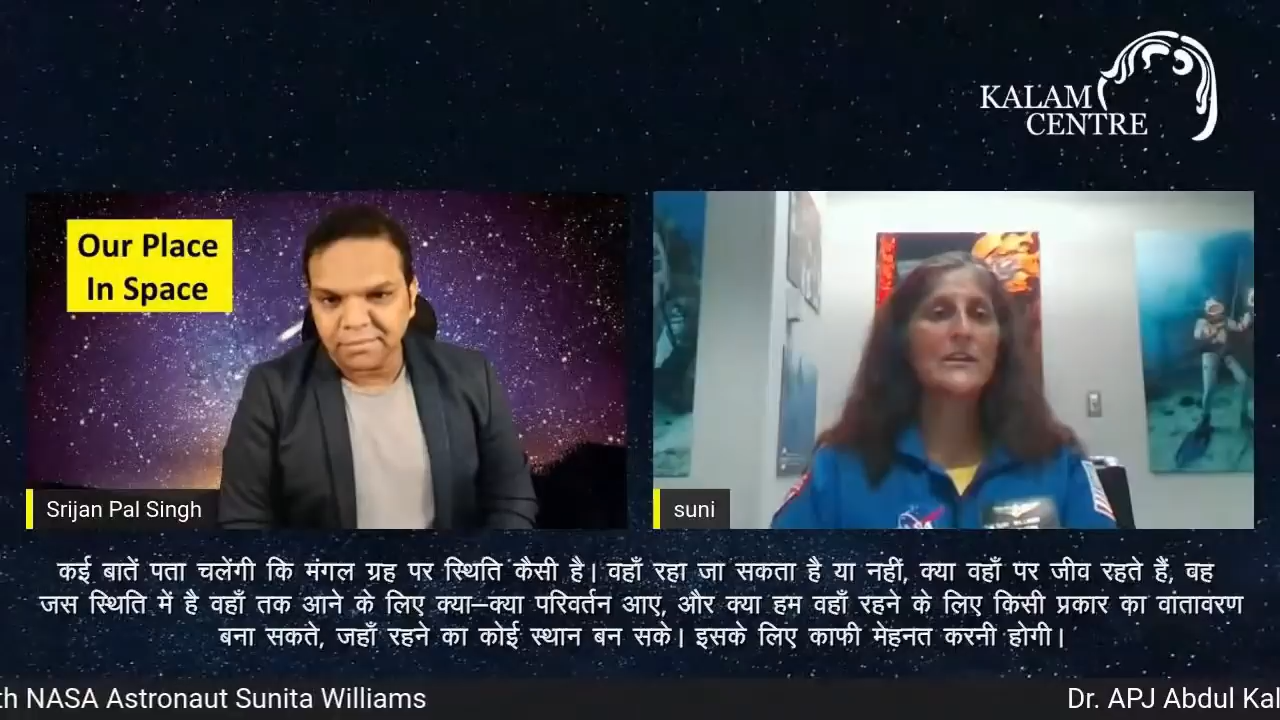 KALAM
CENTRE
Our Place
In Space
Srijan Pal Singh
suni
कई बातें पता चलेंगी कि मंगल ग्रह पर स्थिति कैसी है। वहाँ रहा जा सकता है या नहीं, क्या वहाँ पर जीव रहते हैं, वह
जस स्थिति में है वहाँ तक आने के लिए क्या–क्या परिवर्तन आए, और क्या हम वहाँ रहने के लिए किसी प्रकार का वांतावरण
बना सकते, जहाँ रहने का कोई स्थान बन सके। इसके लिए काफी मेहनत करनी होगी।
th NASA Astronaut Sunita Williams
Dr. APJ Abdul Kal